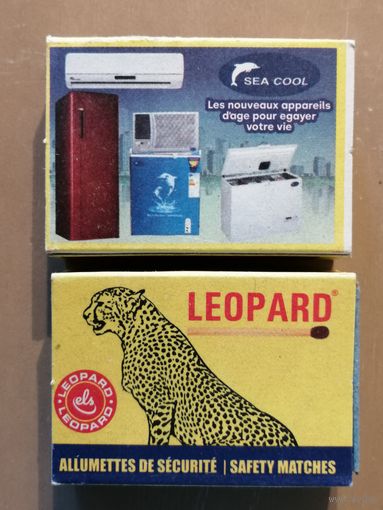 SEA COOL
Les nouveaux appareils
d'age pour egayer
votre vie
LEOPARD®
LEOPARD
els
LEOPARD
ALLUMETTES DE SÉCURITÉ | SAFETY MATCHES